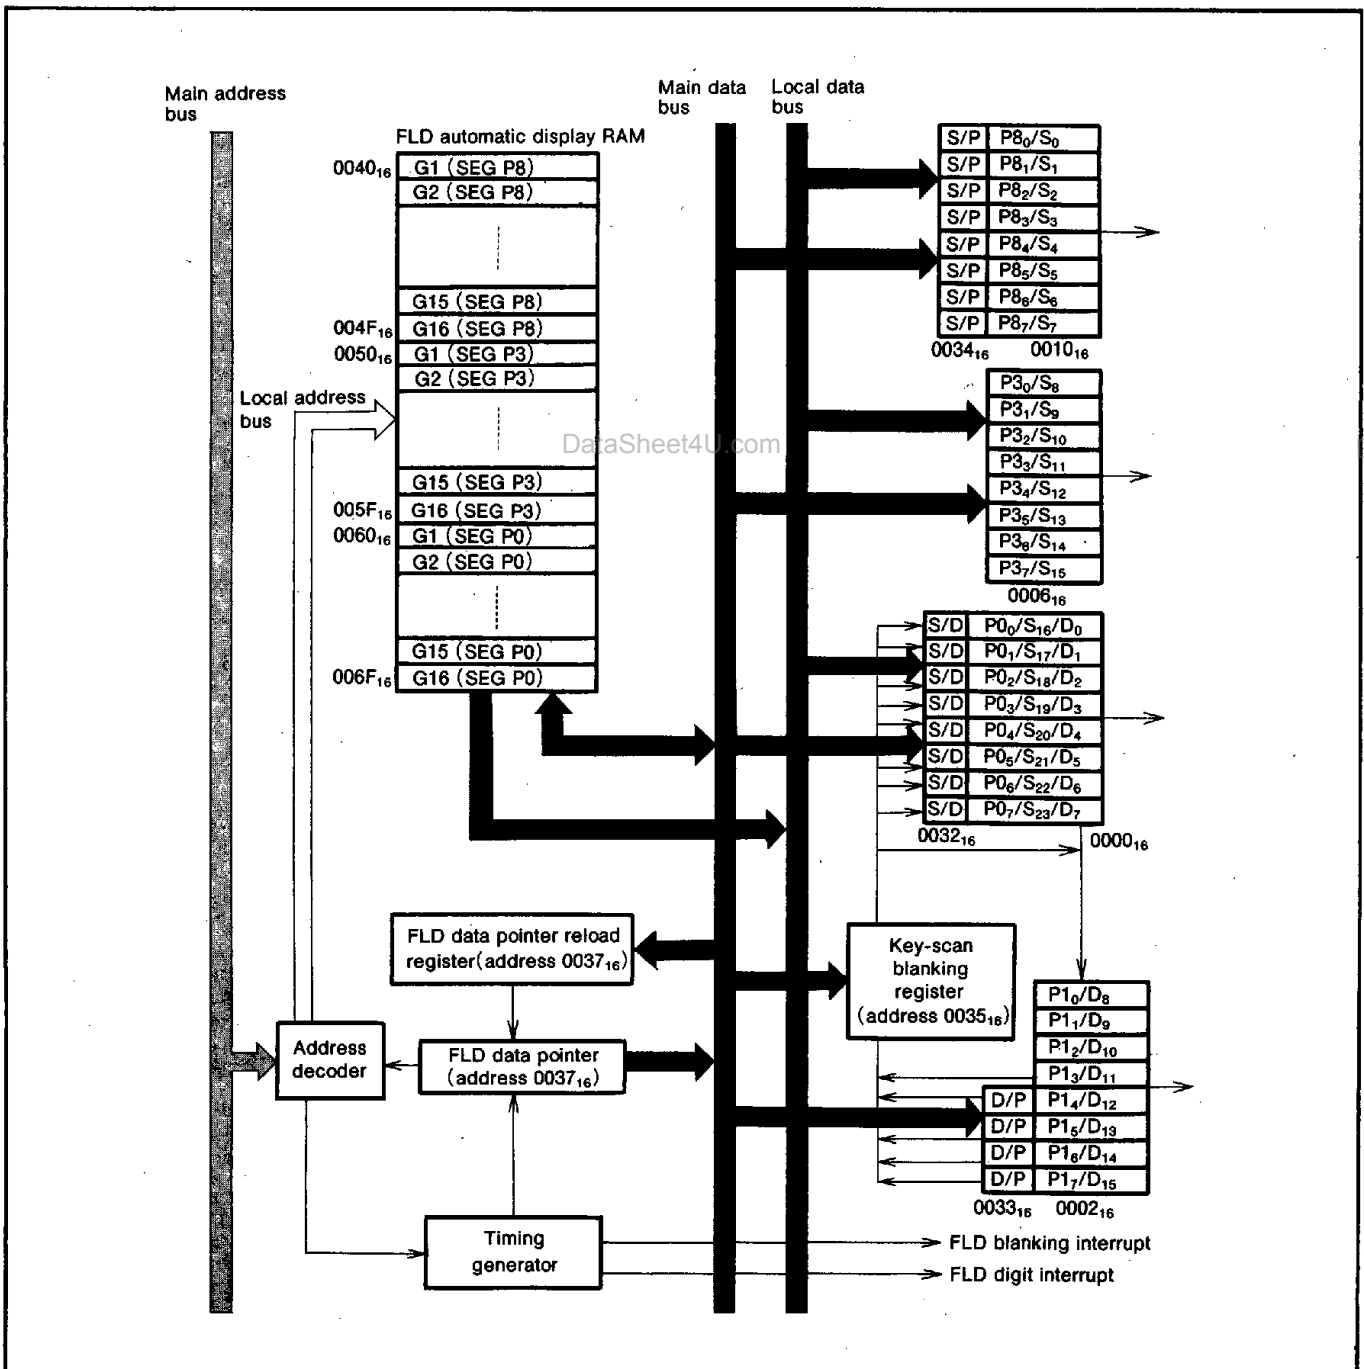 Main address
bus
FLD automatic display RAM
0040₁₆
G1 (SEG P8)
G2 (SEG P8)
G15 (SEG P8)
004F₁₆
G16 (SEG P8)
0050₁₆
G1 (SEG P3)
G2 (SEG P3)
Local address
bus
G15 (SEG P3)
005F₁₆
G16 (SEG P3)
0060₁₆
G1 (SEG P0)
G2 (SEG P0)
G15 (SEG P0)
006F₁₆
G16 (SEG P0)
Main data
bus
Local data
bus
DataSheet4U.com
S/P P8₀/S₀
S/P P8₁/S₁
S/P P8₂/S₂
S/P P8₃/S₃
S/P P8₄/S₄
S/P P8₅/S₅
S/P P8₆/S₆
S/P P8₇/S₇
0034₁₆ 0010₁₆
P3₀/S₈
P3₁/S₉
P3₂/S₁₀
P3₃/S₁₁
P3₄/S₁₂
P3₅/S₁₃
P3₆/S₁₄
P3₇/S₁₅
0006₁₆
S/D P0₀/S₁₆/D₀
S/D P0₁/S₁₇/D₁
S/D P0₂/S₁₈/D₂
S/D P0₃/S₁₉/D₃
S/D P0₄/S₂₀/D₄
S/D P0₅/S₂₁/D₅
S/D P0₆/S₂₂/D₆
S/D P0₇/S₂₃/D₇
0032₁₆ 0000₁₆
FLD data pointer reload
register(address 0037₁₆)
Key-scan
blanking
register
(address 0035₁₆)
Address
decoder
FLD data pointer
(address 0037₁₆)
P1₀/D₈
P1₁/D₉
P1₂/D₁₀
P1₃/D₁₁
D/P P1₄/D₁₂
D/P P1₅/D₁₃
D/P P1₆/D₁₄
D/P P1₇/D₁₅
0033₁₆ 0002₁₆
Timing
generator
FLD blanking interrupt
FLD digit interrupt